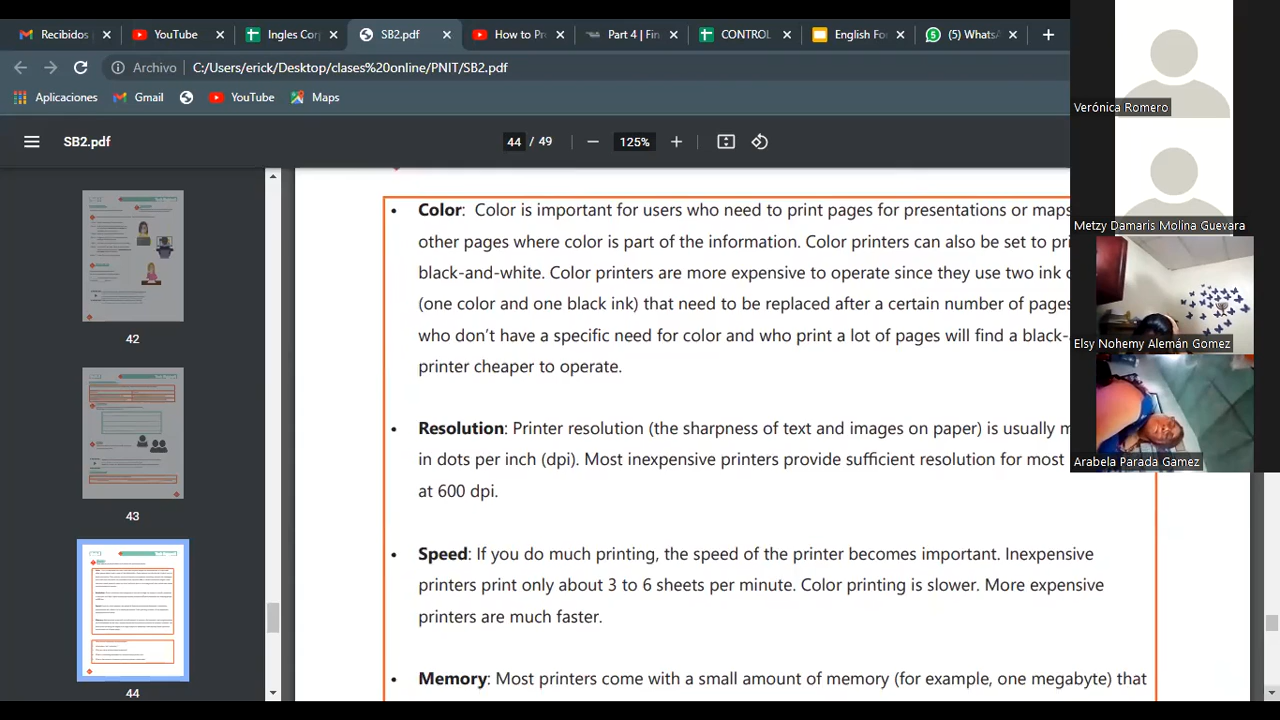 Recibidos
YouTube
Ingles Cor
SB2.pdf
How to Pr
Part 4 | Fin
CONTROL
English Fo
(5) Whats
Archivo C:/Users/erick/Desktop/clases%20online/PNIT/SB2.pdf
Aplicaciones Gmail YouTube Maps
SB2.pdf
44 / 49
125%
Verónica Romero
Metzy Damaris Molina Guevara
Elsy Nohemy Alemán Gomez
Arabela Parada Gamez
42
43
44
• Color: Color is important for users who need to print pages for presentations or maps
other pages where color is part of the information. Color printers can also be set to pri
black-and-white. Color printers are more expensive to operate since they use two ink c
(one color and one black ink) that need to be replaced after a certain number of pages
who don't have a specific need for color and who print a lot of pages will find a black-
printer cheaper to operate.
• Resolution: Printer resolution (the sharpness of text and images on paper) is usually m
in dots per inch (dpi). Most inexpensive printers provide sufficient resolution for most
at 600 dpi.
• Speed: If you do much printing, the speed of the printer becomes important. Inexpensive
printers print only about 3 to 6 sheets per minute. Color printing is slower. More expensive
printers are much faster.
• Memory: Most printers come with a small amount of memory (for example, one megabyte) that